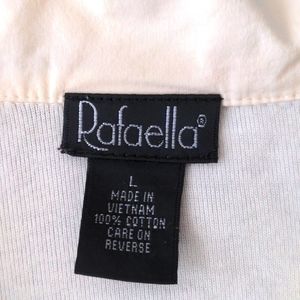 Rafaella®
L
MADE IN
VIETNAM
100% COTTON
CARE ON
REVERSE